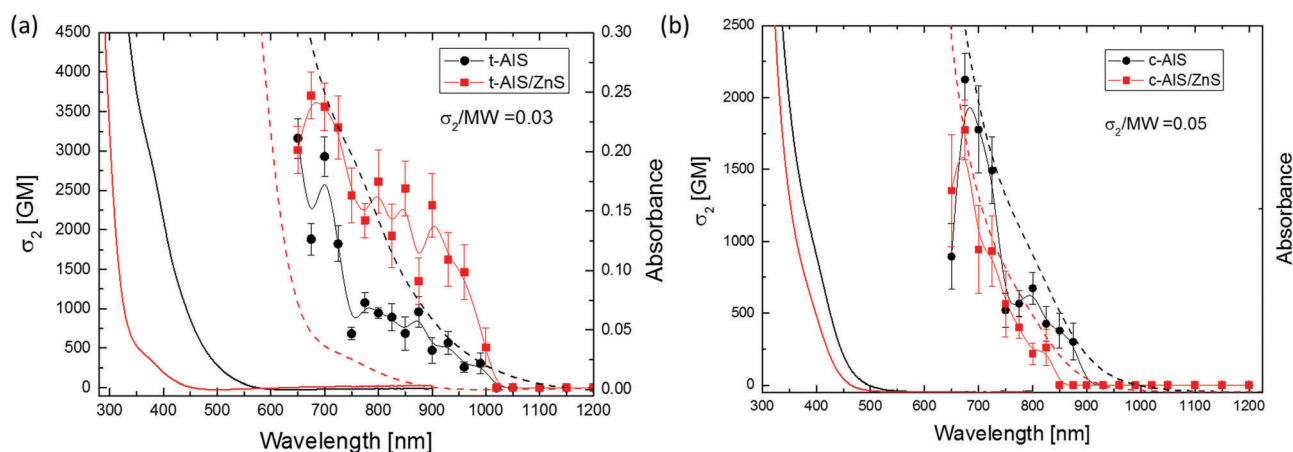 (a)
4500
4000
3500
3000
2500
2000
1500
1000
500
0
σ₂ [GM]
300 400 500 600 700 800 900 1000 1100 1200
Wavelength [nm]
0.30
0.25
0.20
0.15
0.10
0.05
0.00
Absorbance
t-AIS
t-AIS/ZnS
σ₂/MW =0.03
(b)
2500
2000
1500
1000
500
0
σ₂ [GM]
300 400 500 600 700 800 900 1000 1100 1200
Wavelength [nm]
Absorbance
c-AIS
c-AIS/ZnS
σ₂/MW =0.05